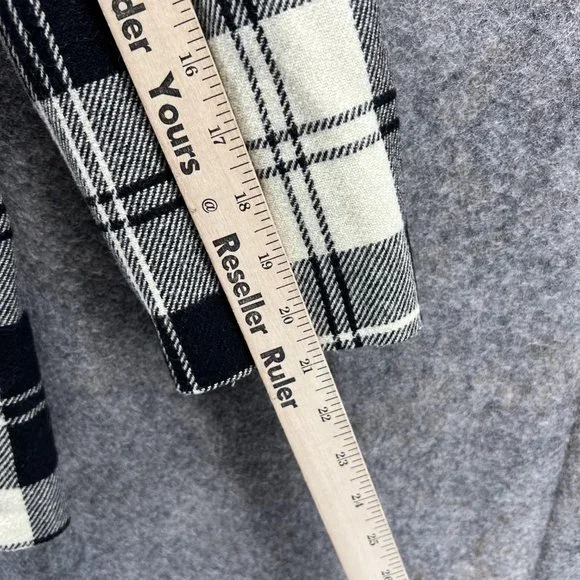 der Yours @ Reseller Ruler
16 17 18 19 20 21 22 23 24 25